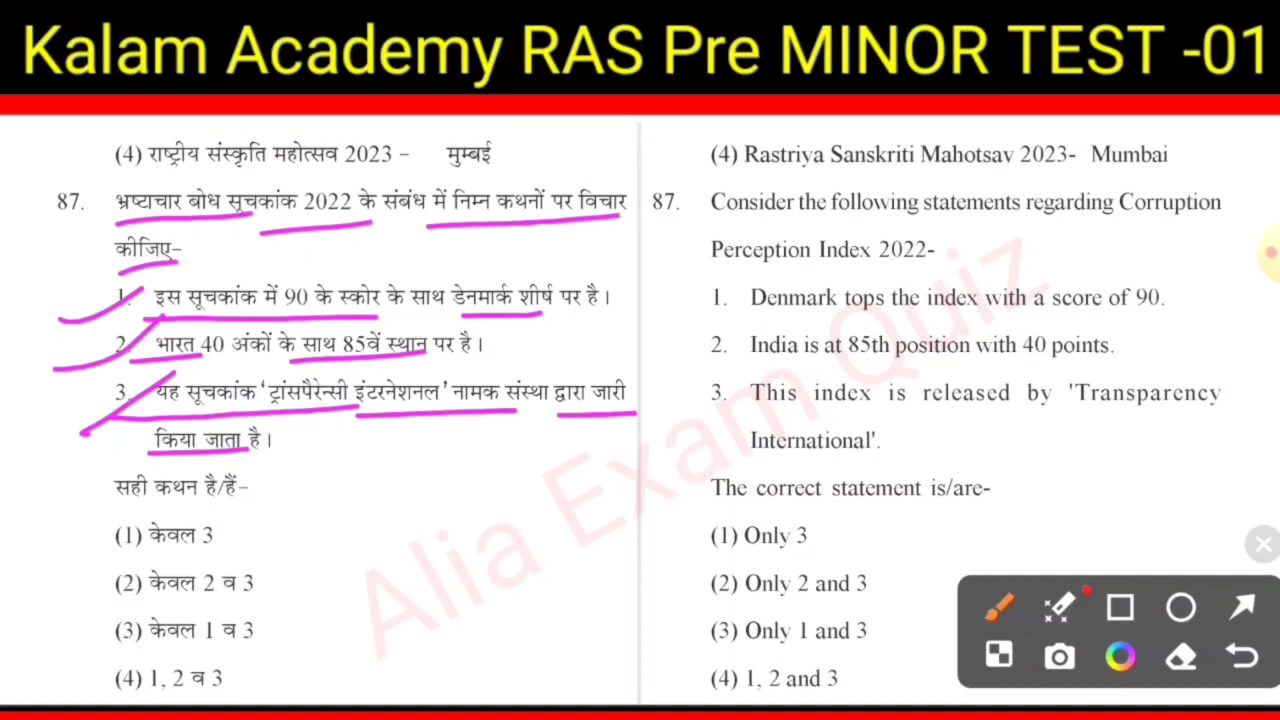 Kalam Academy RAS Pre MINOR TEST -01
(4) राष्ट्रीय संस्कृति महोत्सव 2023 - मुम्बई
87. भ्रष्टाचार बोध सूचकांक 2022 के संबंध में निम्न कथनों पर विचार
कीजिए-
1. इस सूचकांक में 90 के स्कोर के साथ डेनमार्क शीर्ष पर है।
2. भारत 40 अंकों के साथ 85वें स्थान पर है।
3. यह सूचकांक 'ट्रांसपैरेन्सी इंटरनेशनल' नामक संस्था द्वारा जारी
किया जाता है।
सही कथन है/हैं-
(1) केवल 3
(2) केवल 2 व 3
(3) केवल 1 व 3
(4) 1, 2 व 3
(4) Rastriya Sanskriti Mahotsav 2023- Mumbai
87. Consider the following statements regarding Corruption
Perception Index 2022-
1. Denmark tops the index with a score of 90.
2. India is at 85th position with 40 points.
3. This index is released by 'Transparency
International'.
The correct statement is/are-
(1) Only 3
(2) Only 2 and 3
(3) Only 1 and 3
(4) 1, 2 and 3
Alia Exam Quiz